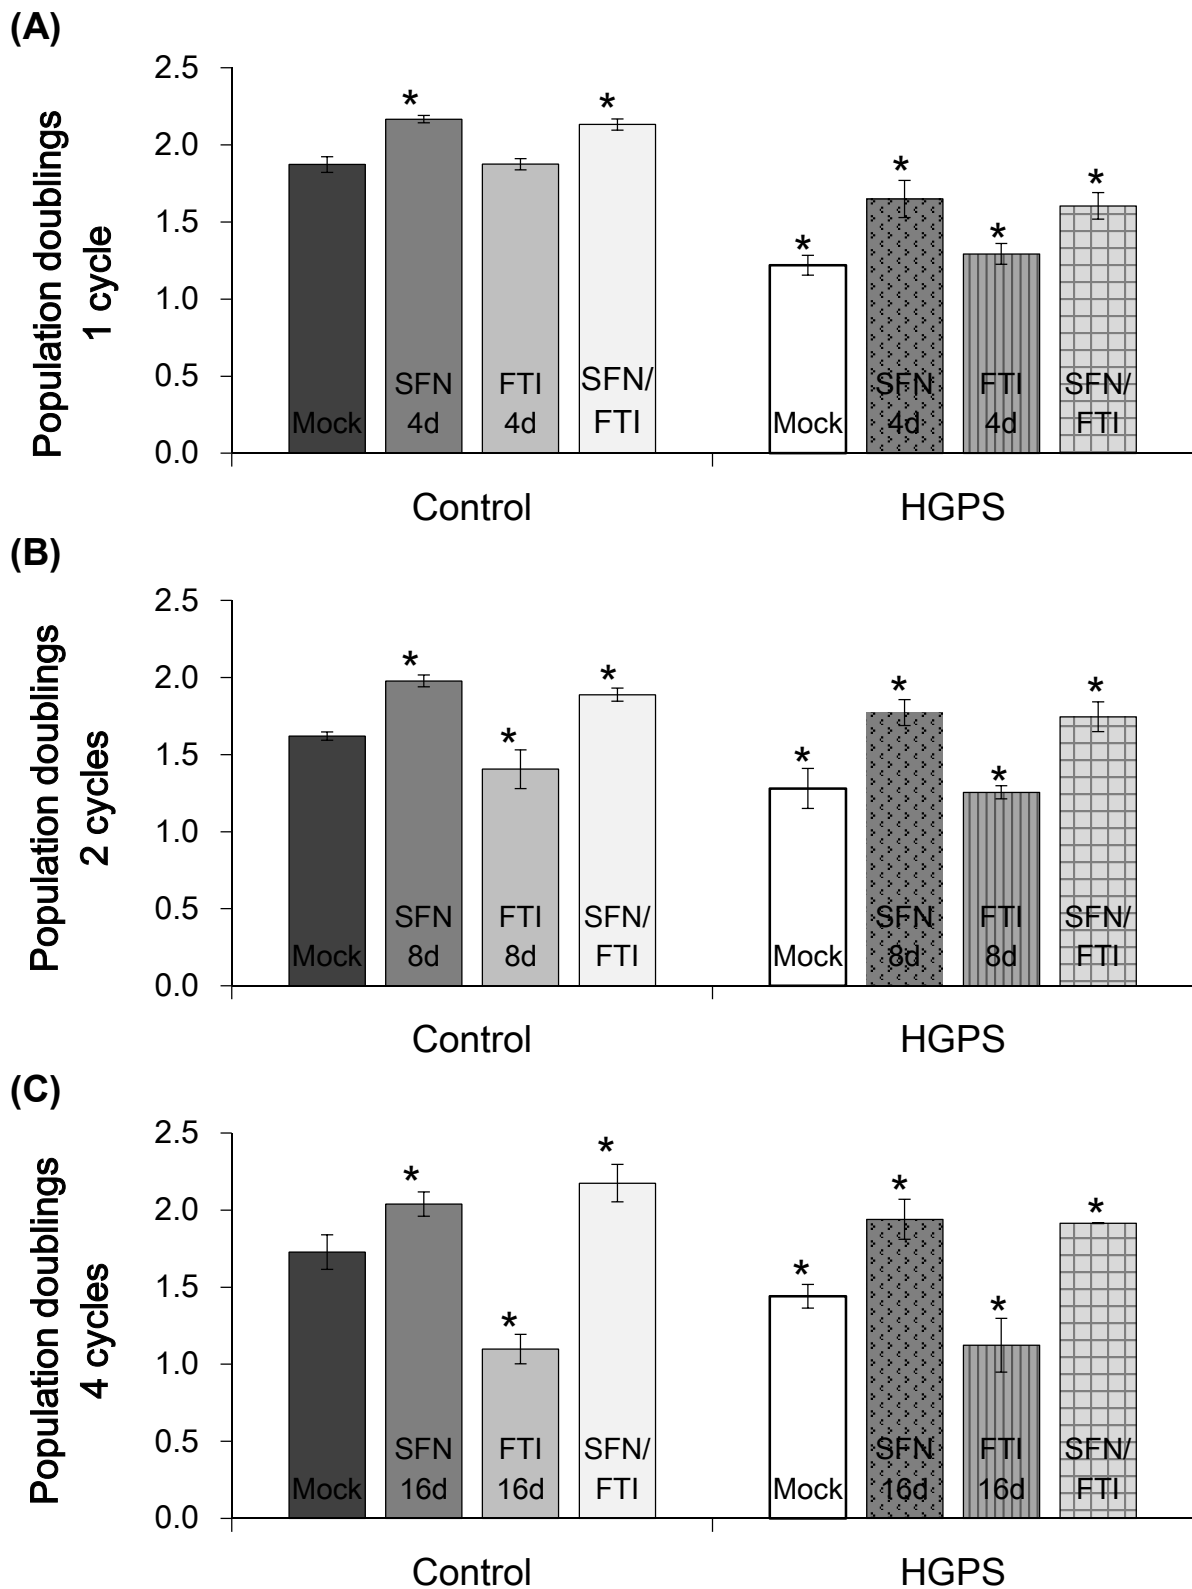 (A)
Population doublings
1 cycle
2.5
2.0
1.5
1.0
0.5
0.0
* * * * * *
Mock
SFN
4d
FTI
4d
SFN/
FTI
Mock
SFN
4d
FTI
4d
SFN/
FTI
Control
HGPS
(B)
Population doublings
2 cycles
2.5
2.0
1.5
1.0
0.5
0.0
* * * * * * *
Mock
SFN
8d
FTI
8d
SFN/
FTI
Mock
SFN
8d
FTI
8d
SFN/
FTI
Control
HGPS
(C)
Population doublings
4 cycles
2.5
2.0
1.5
1.0
0.5
0.0
* * * * * * *
Mock
SFN
16d
FTI
16d
SFN/
FTI
Mock
SFN
16d
FTI
16d
SFN/
FTI
Control
HGPS